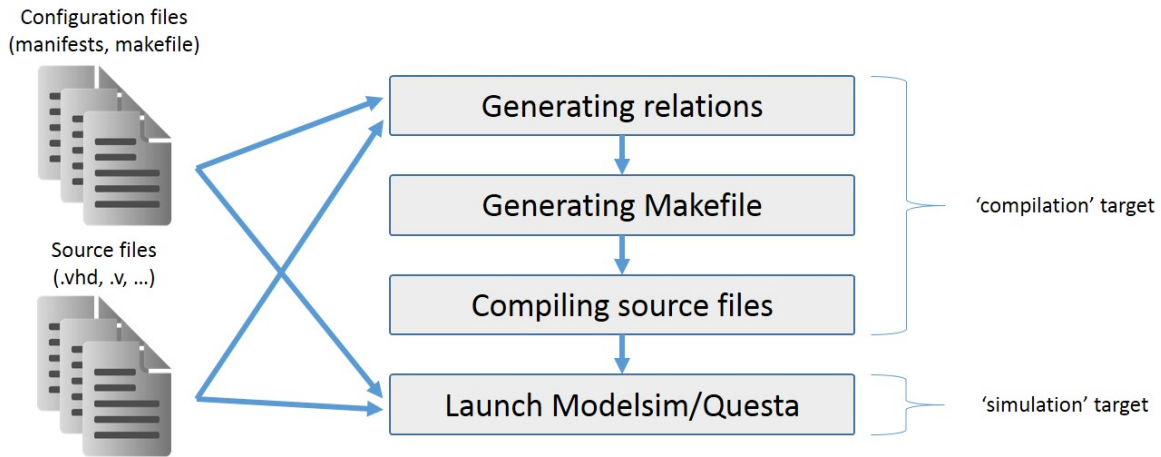 Configuration files
(manifests, makefile)
Generating relations
Generating Makefile
‘compilation’ target
Source files
(.vhd, .v, ...)
Compiling source files
Launch Modelsim/Questa
‘simulation’ target